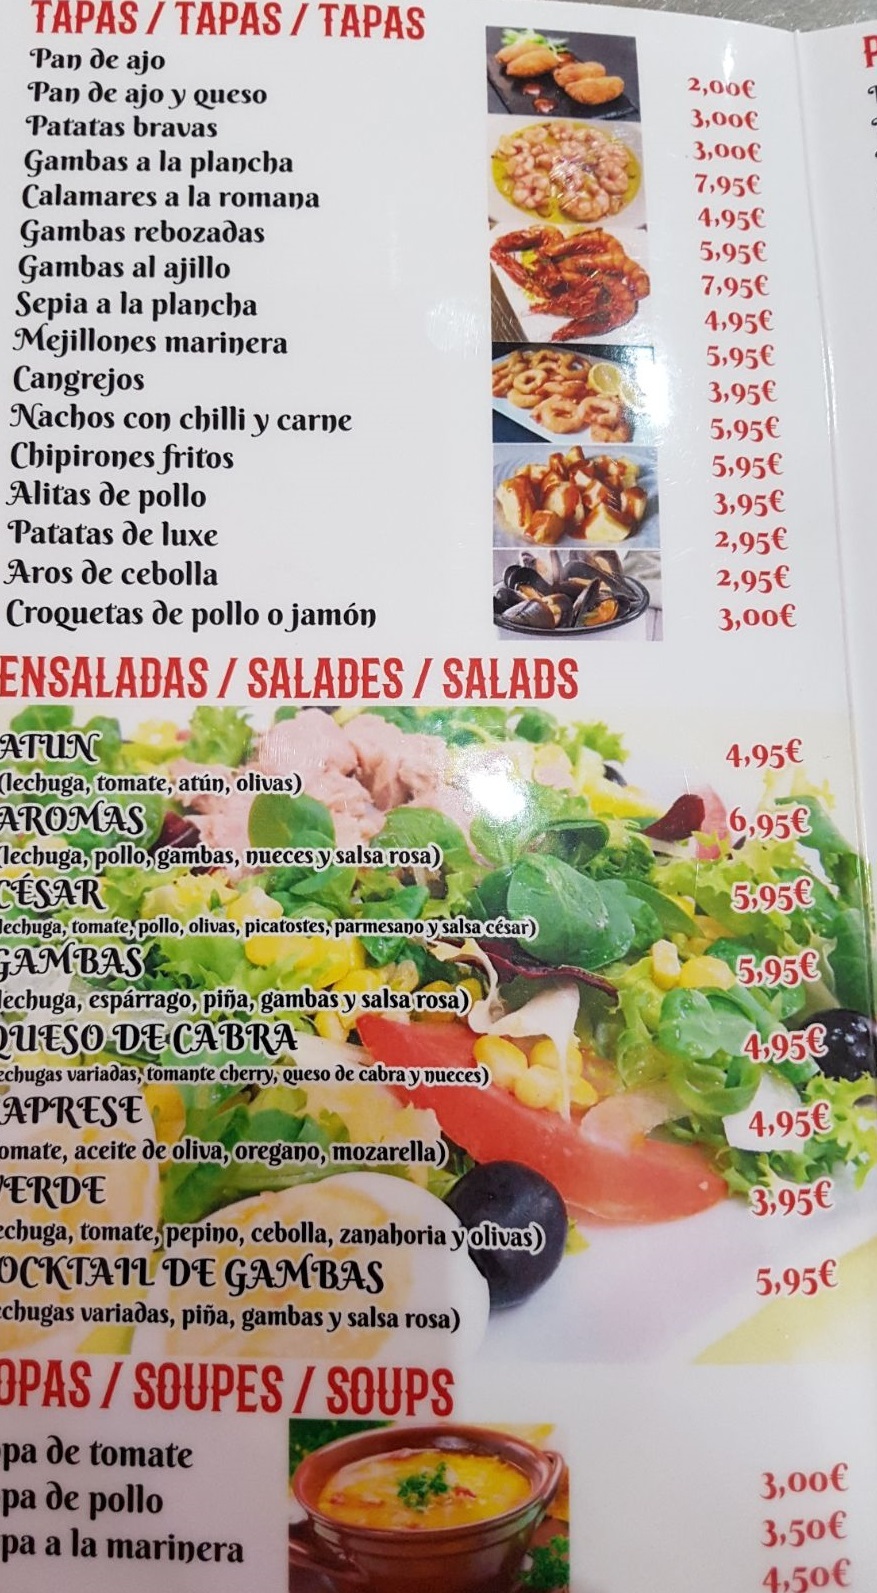 TAPAS / TAPAS / TAPAS
Pan de ajo 2,00€
Pan de ajo y queso 3,00€
Patatas bravas 3,00€
Gambas a la plancha 7,95€
Calamares a la romana 4,95€
Gambas rebozadas 5,95€
Gambas al ajillo 7,95€
Sepia a la plancha 4,95€
Mejillones marinera 5,95€
Cangrejos 3,95€
Nachos con chilli y carne 5,95€
Chipirones fritos 5,95€
Alitas de pollo 3,95€
Patatas de luxe 2,95€
Aros de cebolla 2,95€
Croquetas de pollo o jamón 3,00€
ENSALADAS / SALADES / SALADS
ATUN 4,95€
(lechuga, tomate, atún, olivas)
AROMAS 6,95€
(lechuga, pollo, gambas, nueces y salsa rosa)
CÉSAR 5,95€
lechuga, tomate, pollo, olivas, picatostes, parmesano y salsa césar)
GAMBAS 5,95€
lechuga, espárrago, piña, gambas y salsa rosa)
QUESO DE CABRA 4,95€
echugas variadas, tomante cherry, queso de cabra y nueces)
APRESE 4,95€
omate, aceite de oliva, oregano, mozarella)
VERDE 3,95€
echuga, tomate, pepino, cebolla, zanahoria y olivas)
OCKTAIL DE GAMBAS 5,95€
chugas variadas, piña, gambas y salsa rosa)
OPAS / SOUPES / SOUPS
pa de tomate 3,00€
pa de pollo 3,50€
pa a la marinera 4,50€